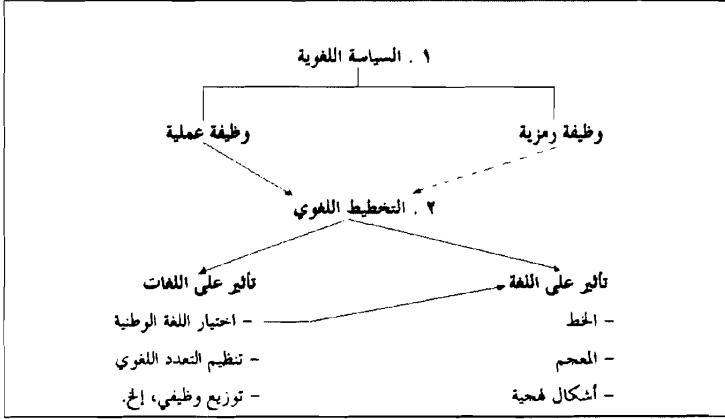 ١ . السياسة اللغوية
وظيفة رمزية
وظيفة عملية
٢ . التخطيط اللغوي
تأثير على اللغة
- الخط
- المعجم
- أشكال لهجية
تأثير على اللغات
- اختيار اللغة الوطنية
- تنظيم التعدد اللغوي
- توزيع وظيفي، إلخ.